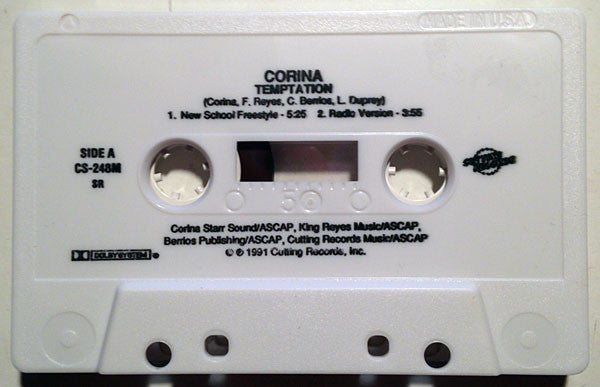 MADE IN U.S.A.
CORINA
TEMPTATION
(Corina, F. Reyes, C. Berrios, L. Duprey)
1. New School Freestyle - 5:25 2. Radio Version - 3:55
SIDE A
CS-248M
SR
50
Corina Starr Sound/ASCAP, King Reyes Music/ASCAP,
Berrios Publishing/ASCAP, Cutting Records Music/ASCAP
© ℗ 1991 Cutting Records, Inc.
DOLBY SYSTEM